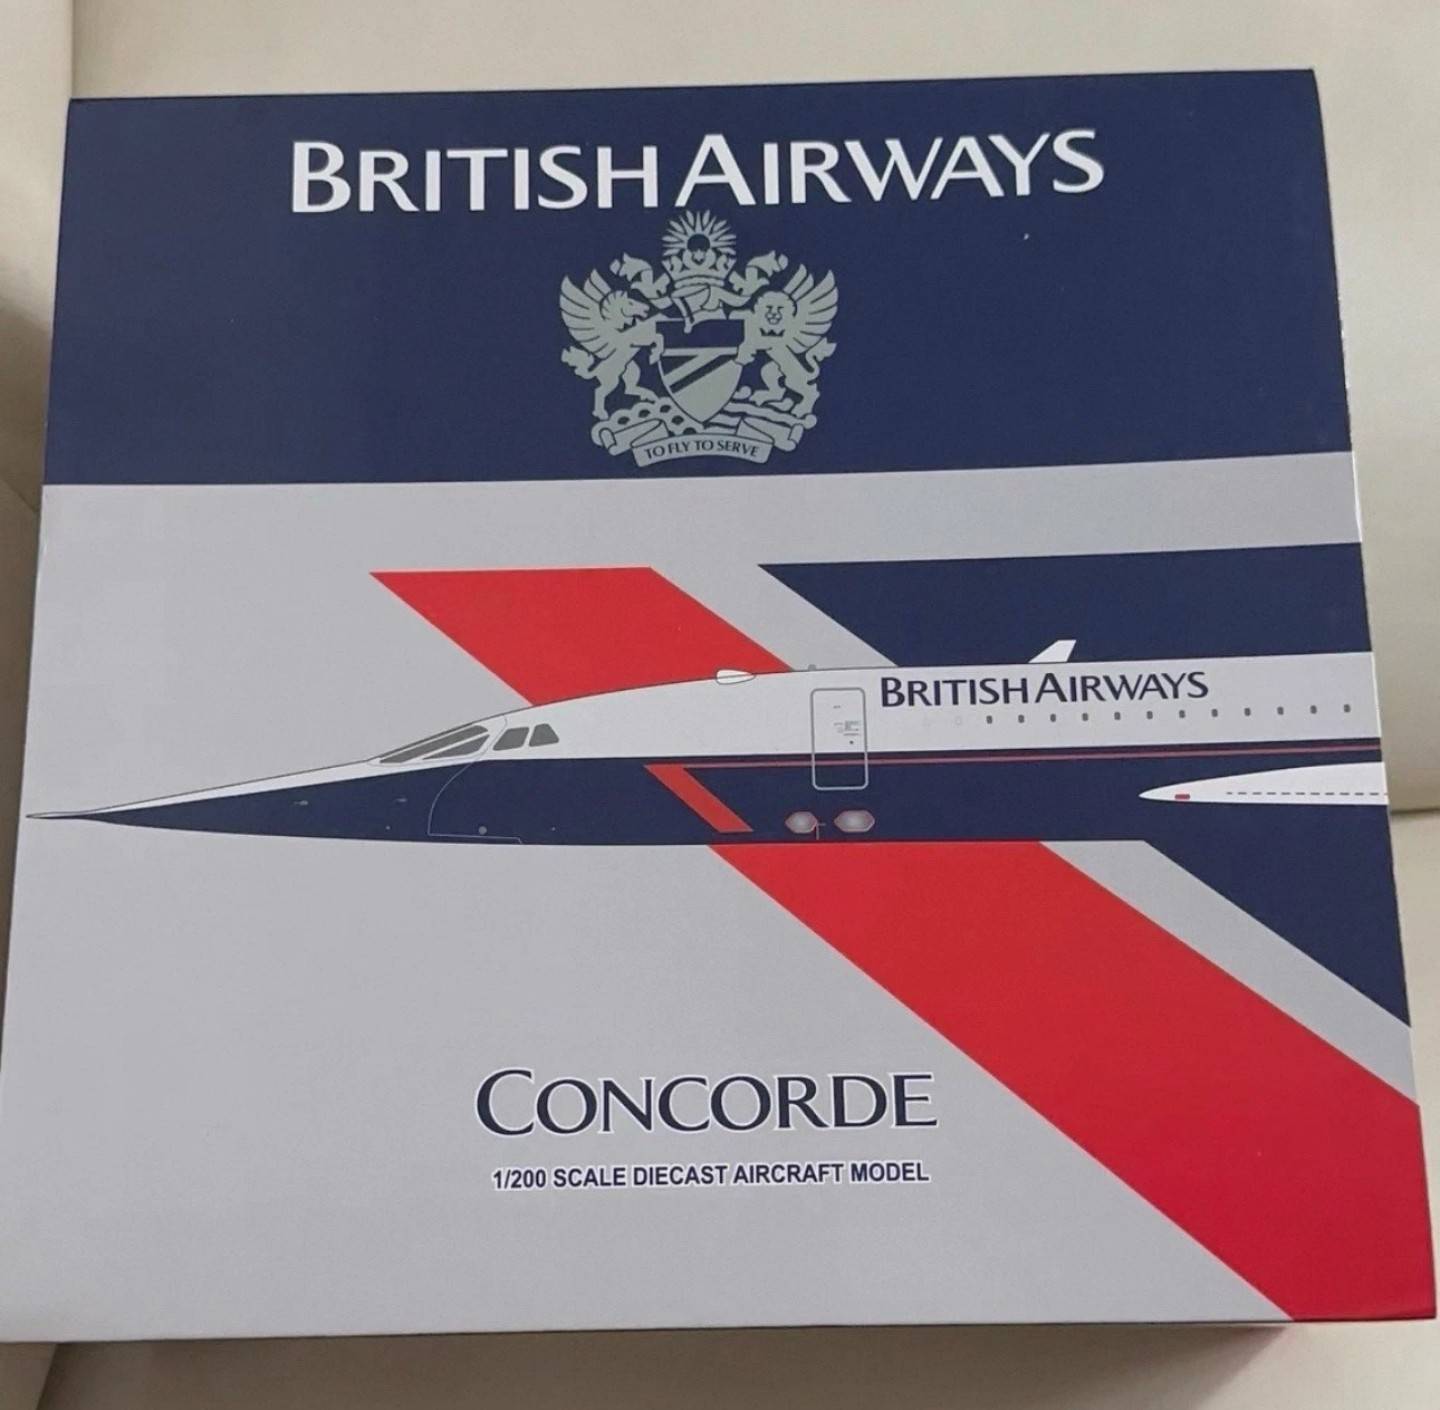 BRITISH AIRWAYS
TO FLY TO SERVE
BRITISH AIRWAYS
CONCORDE
1/200 SCALE DIECAST AIRCRAFT MODEL